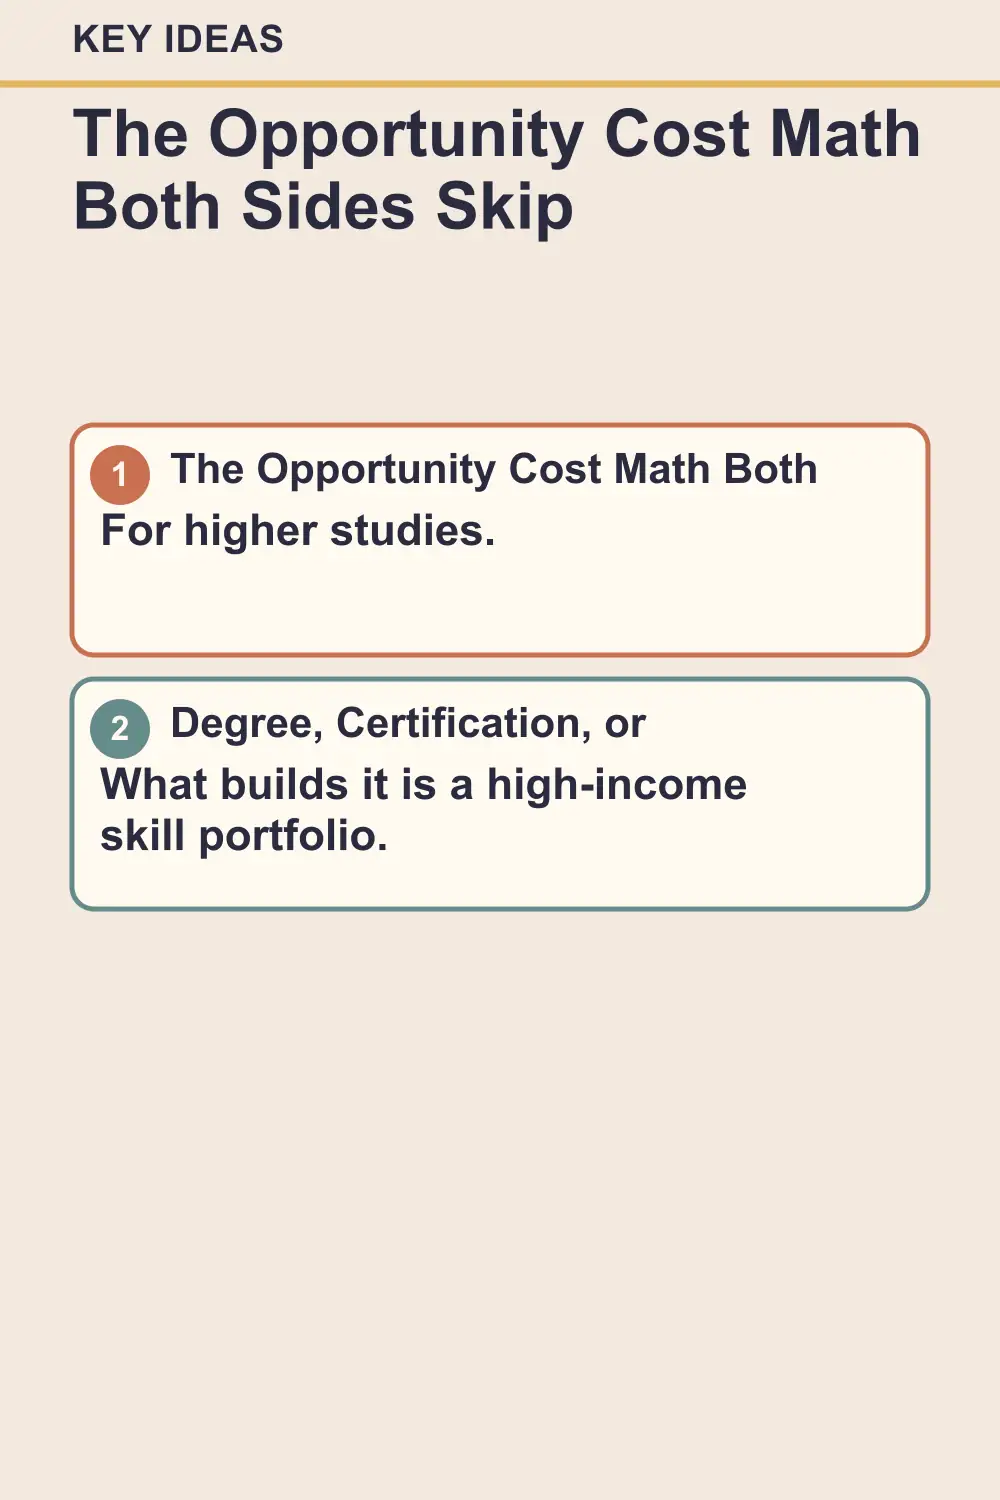 KEY IDEAS
The Opportunity Cost Math
Both Sides Skip
1 The Opportunity Cost Math Both
For higher studies.
2 Degree, Certification, or
What builds it is a high-income
skill portfolio.